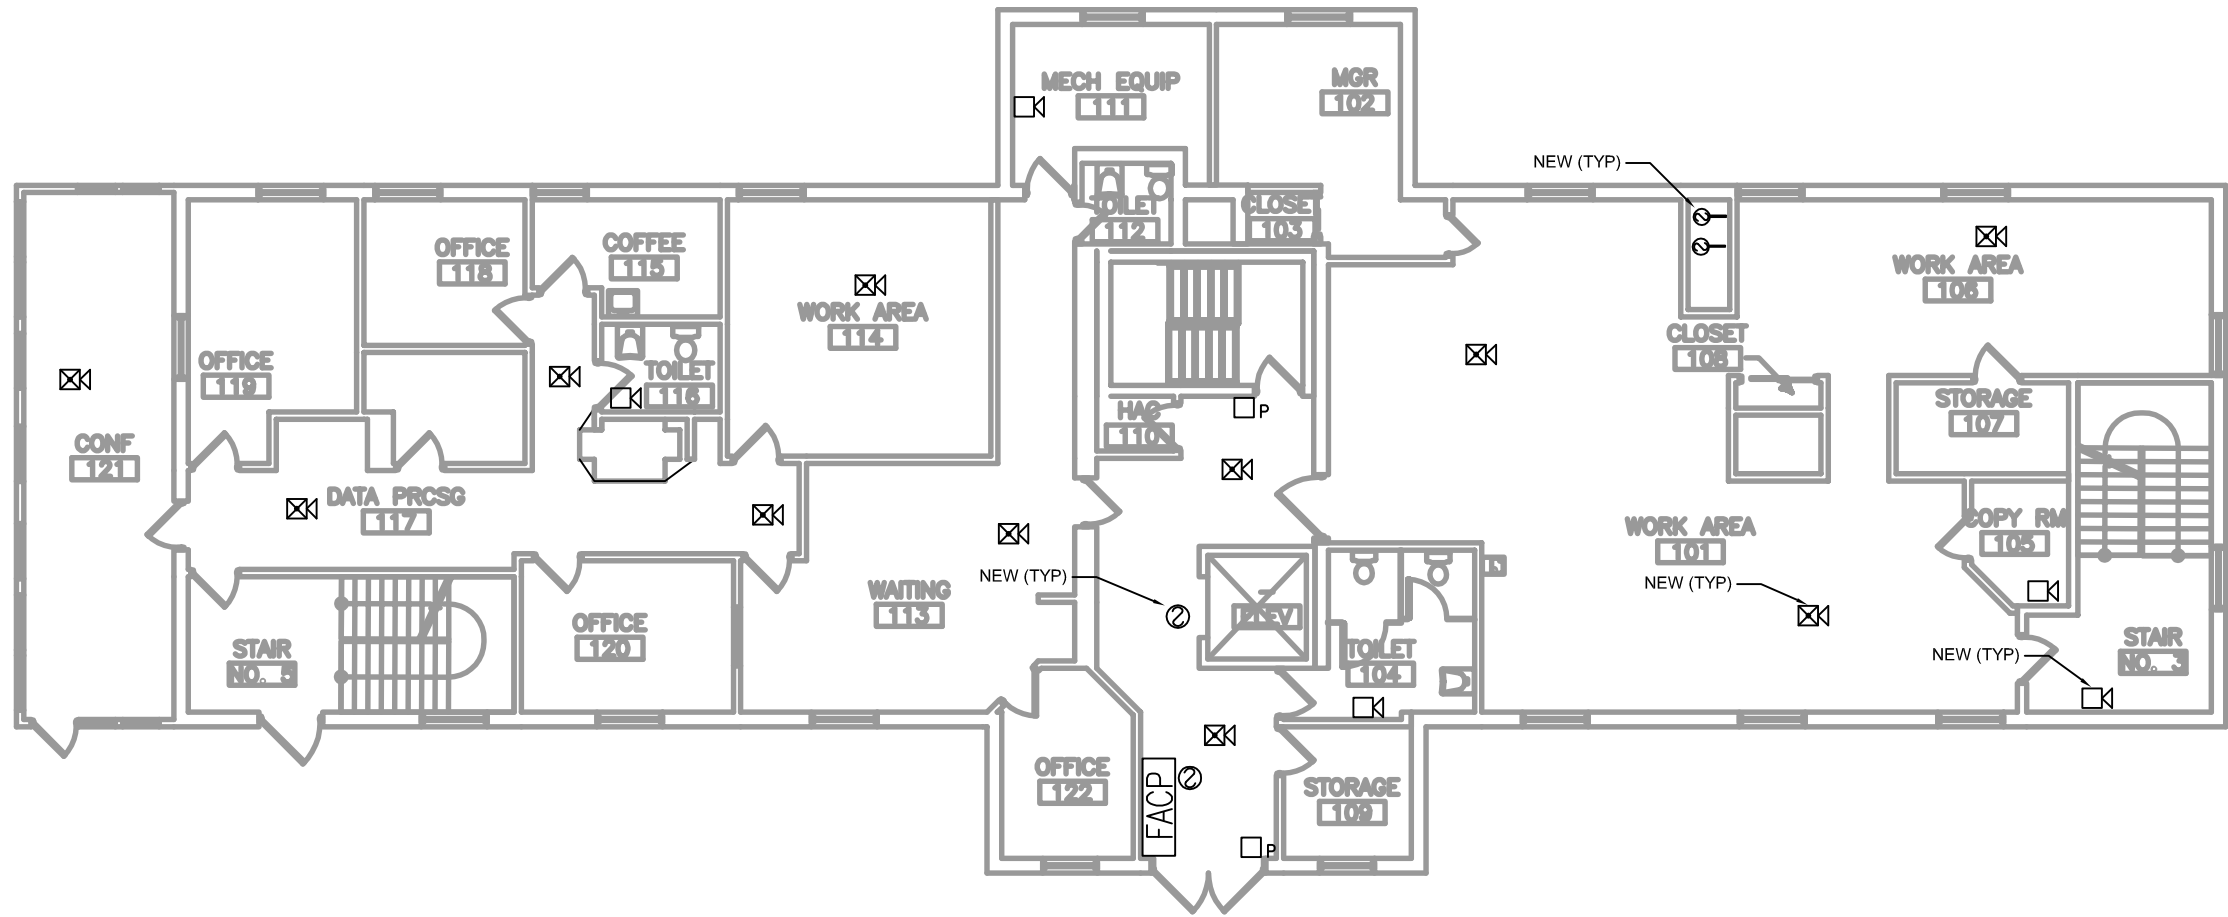 MECH EQUIP
111
MGR
102
NEW (TYP)
TOILET
112
CLOSE
103
OFFICE
118
COFFEE
115
WORK AREA
106
WORK AREA
114
CLOSET
108
OFFICE
119
TOILET
116
STORAGE
107
HAC
110
P
CONF
121
DATA PRCSG
117
COPY RM
105
WORK AREA
101
NEW (TYP)
NEW (TYP)
WAITING
113
ELEV
OFFICE
120
STAIR
NO. 5
TOILET
104
NEW (TYP)
STAIR
NO. 3
OFFICE
122
FACP
STORAGE
109
P